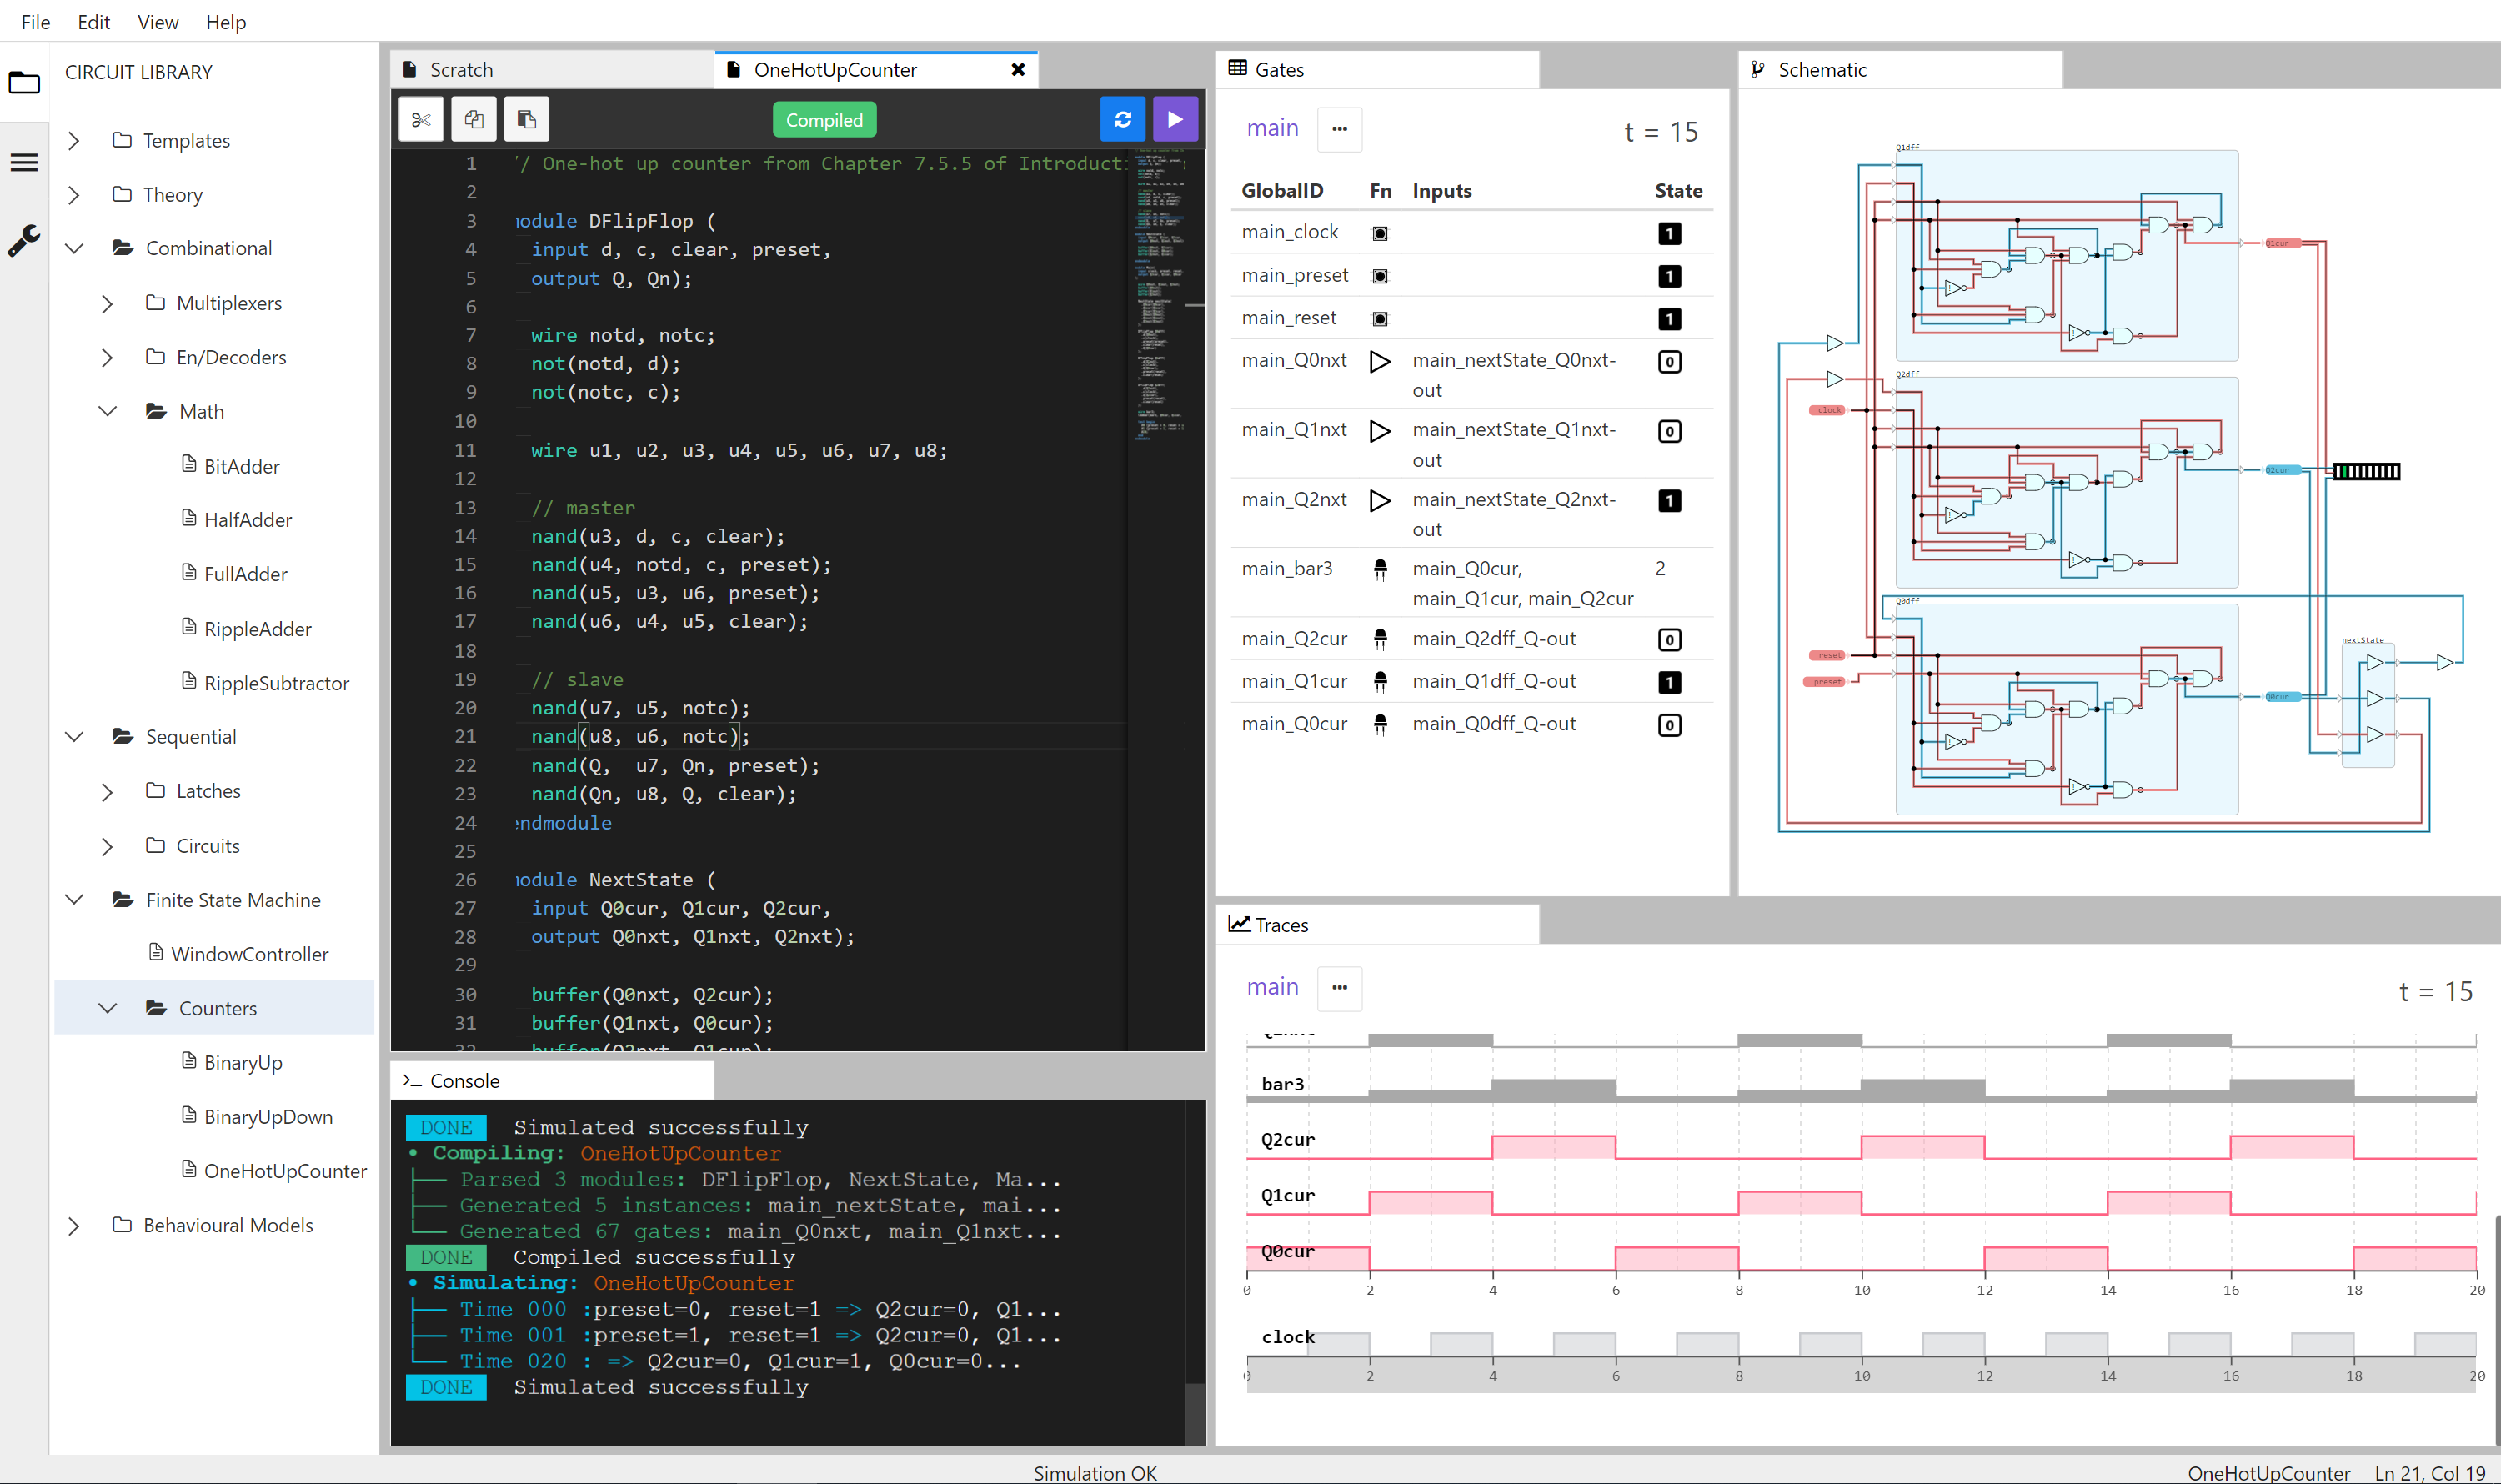 File Edit View Help
CIRCUIT LIBRARY
Templates
Theory
Combinational
Multiplexers
En/Decoders
Math
BitAdder
HalfAdder
FullAdder
RippleAdder
RippleSubtractor
Sequential
Latches
Circuits
Finite State Machine
WindowController
Counters
BinaryUp
BinaryUpDown
OneHotUpCounter
Behavioural Models
Scratch
OneHotUpCounter
Compiled
1 // One-hot up counter from Chapter 7.5.5 of Introducti
2
3 module DFlipFlop (
4 input d, c, clear, preset,
5 output Q, Qn);
6
7 wire notd, notc;
8 not(notd, d);
9 not(notc, c);
10
11 wire u1, u2, u3, u4, u5, u6, u7, u8;
12
13 // master
14 nand(u3, d, c, clear);
15 nand(u4, notd, c, preset);
16 nand(u5, u3, u6, preset);
17 nand(u6, u4, u5, clear);
18
19 // slave
20 nand(u7, u5, notc);
21 nand(u8, u6, notc);
22 nand(Q, u7, Qn, preset);
23 nand(Qn, u8, Q, clear);
24 endmodule
25
26 module NextState (
27 input Q0cur, Q1cur, Q2cur,
28 output Q0nxt, Q1nxt, Q2nxt);
29
30 buffer(Q0nxt, Q2cur);
31 buffer(Q1nxt, Q0cur);
32 buffer(Q2nxt, Q1cur);
Console
DONE Simulated successfully
• Compiling: OneHotUpCounter
Parsed 3 modules: DFlipFlop, NextState, Ma...
Generated 5 instances: main_nextState, mai...
Generated 67 gates: main_Q0nxt, main_Q1nxt...
DONE Compiled successfully
• Simulating: OneHotUpCounter
Time 000 :preset=0, reset=1 => Q2cur=0, Q1...
Time 001 :preset=1, reset=1 => Q2cur=0, Q1...
Time 020 : => Q2cur=0, Q1cur=1, Q0cur=0...
DONE Simulated successfully
Gates
main ... t = 15
GlobalID Fn Inputs State
main_clock 1
main_preset 1
main_reset 1
main_Q0nxt main_nextState_Q0nxt- 0
out
main_Q1nxt main_nextState_Q1nxt- 0
out
main_Q2nxt main_nextState_Q2nxt- 1
out
main_bar3 main_Q0cur, 2
main_Q1cur, main_Q2cur
main_Q2cur main_Q2dff_Q-out 0
main_Q1cur main_Q1dff_Q-out 1
main_Q0cur main_Q0dff_Q-out 0
Schematic
Q1dff
Q1cur
Q2dff
clock
Q2cur
Q0dff
nextState
reset
preset
Q0cur
Traces
main ... t = 15
bar3
Q2cur
Q1cur
Q0cur
0 2 4 6 8 10 12 14 16 18 20
clock
0 2 4 6 8 10 12 14 16 18 20
Simulation OK
OneHotUpCounter Ln 21, Col 19